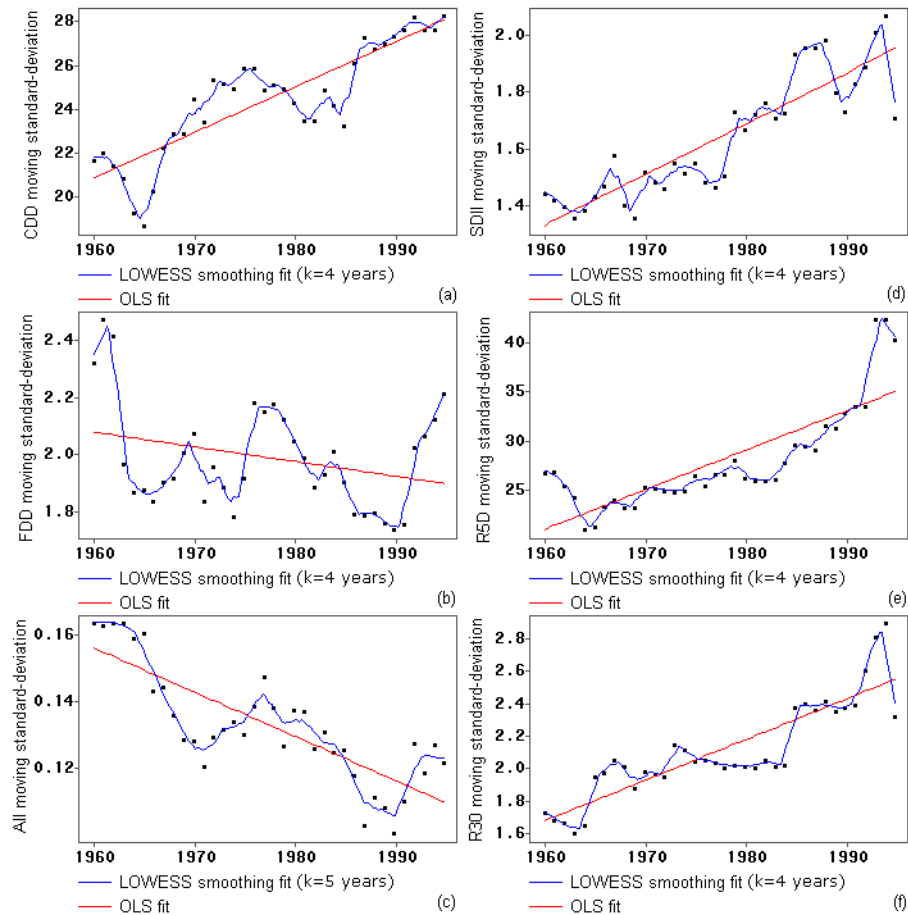 CDD moving standard-deviation
28
26
24
22
20
1960 1970 1980 1990
LOWESS smoothing fit (k=4 years)
OLS fit
(a)
SDII moving standard-deviation
2.0
1.8
1.6
1.4
1960 1970 1980 1990
LOWESS smoothing fit (k=4 years)
OLS fit
(d)
FDD moving standard-deviation
2.4
2.2
2.0
1.8
1960 1970 1980 1990
LOWESS smoothing fit (k=4 years)
OLS fit
(b)
R5D moving standard-deviation
40
35
30
25
1960 1970 1980 1990
LOWESS smoothing fit (k=4 years)
OLS fit
(e)
All moving standard-deviation
0.16
0.14
0.12
1960 1970 1980 1990
LOWESS smoothing fit (k=5 years)
OLS fit
(c)
R3D moving standard-deviation
2.8
2.6
2.4
2.2
2.0
1.8
1.6
1960 1970 1980 1990
LOWESS smoothing fit (k=4 years)
OLS fit
(f)